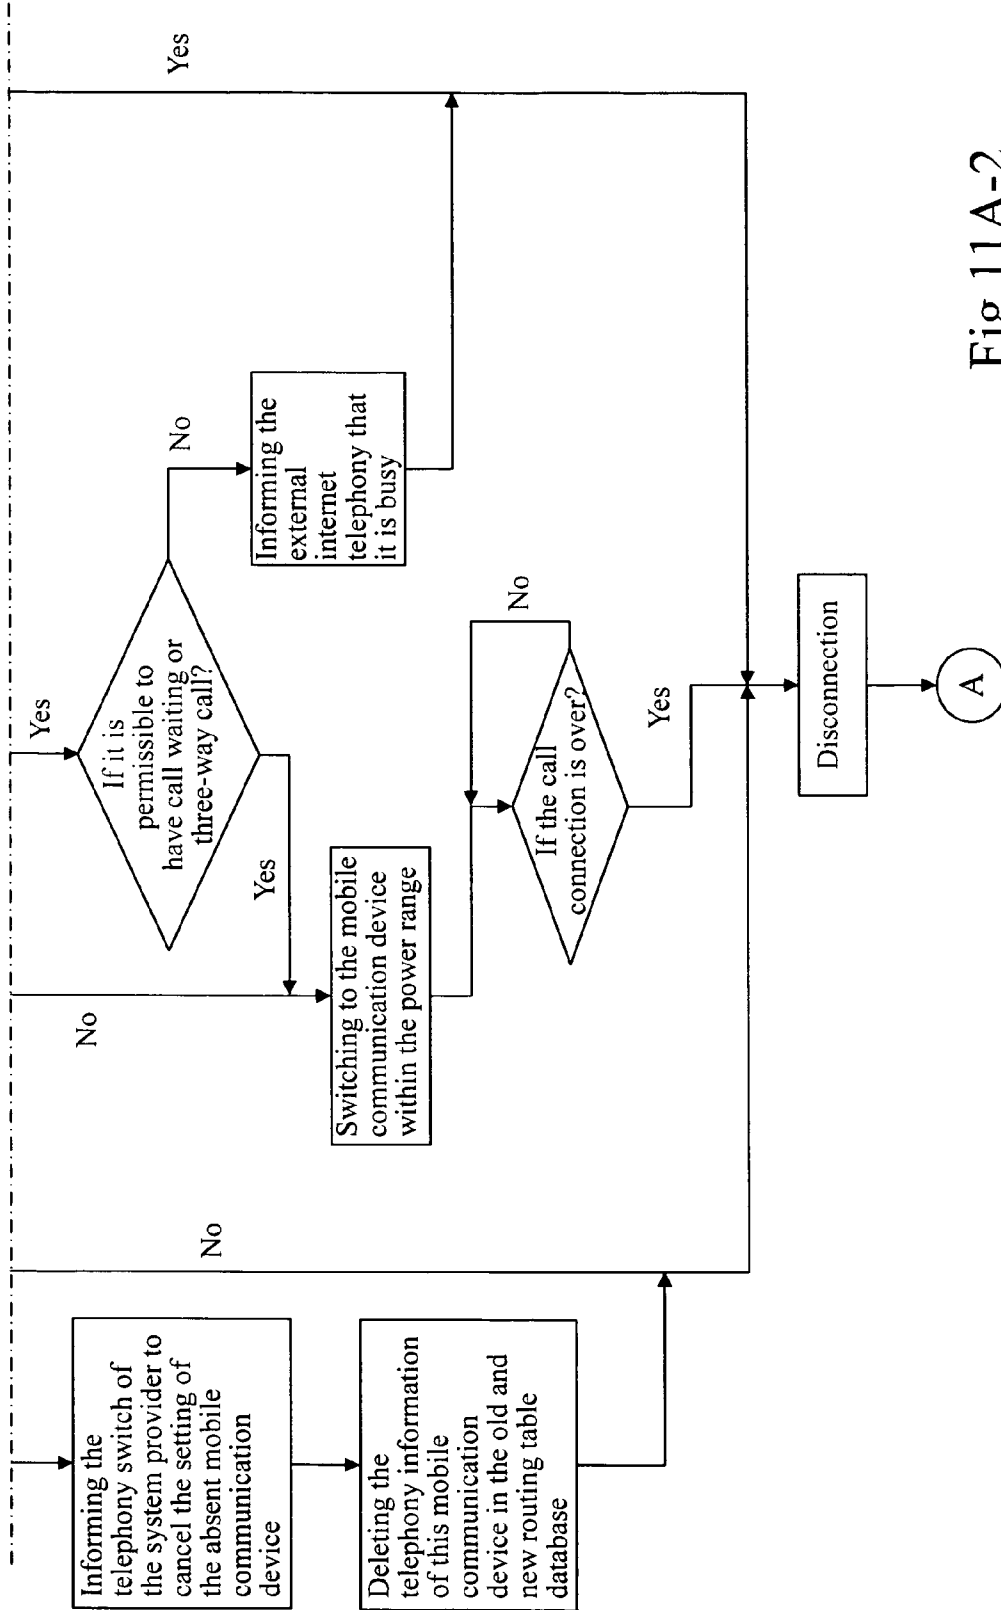 Yes
No
No
Yes
Informing the
telephony switch of
the system provider to
cancel the setting of
the absent mobile
communication
device
Deleting the
telephony information
of this mobile
communication
device in the old and
new routing table
database
If it is
permissible to
have call waiting or
three-way call?
Yes
No
Switching to the mobile
communication device
within the power range
Informing the
external
internet
telephony that
it is busy
If the call
connection is over?
No
Yes
Disconnection
A
Fig 11A-2